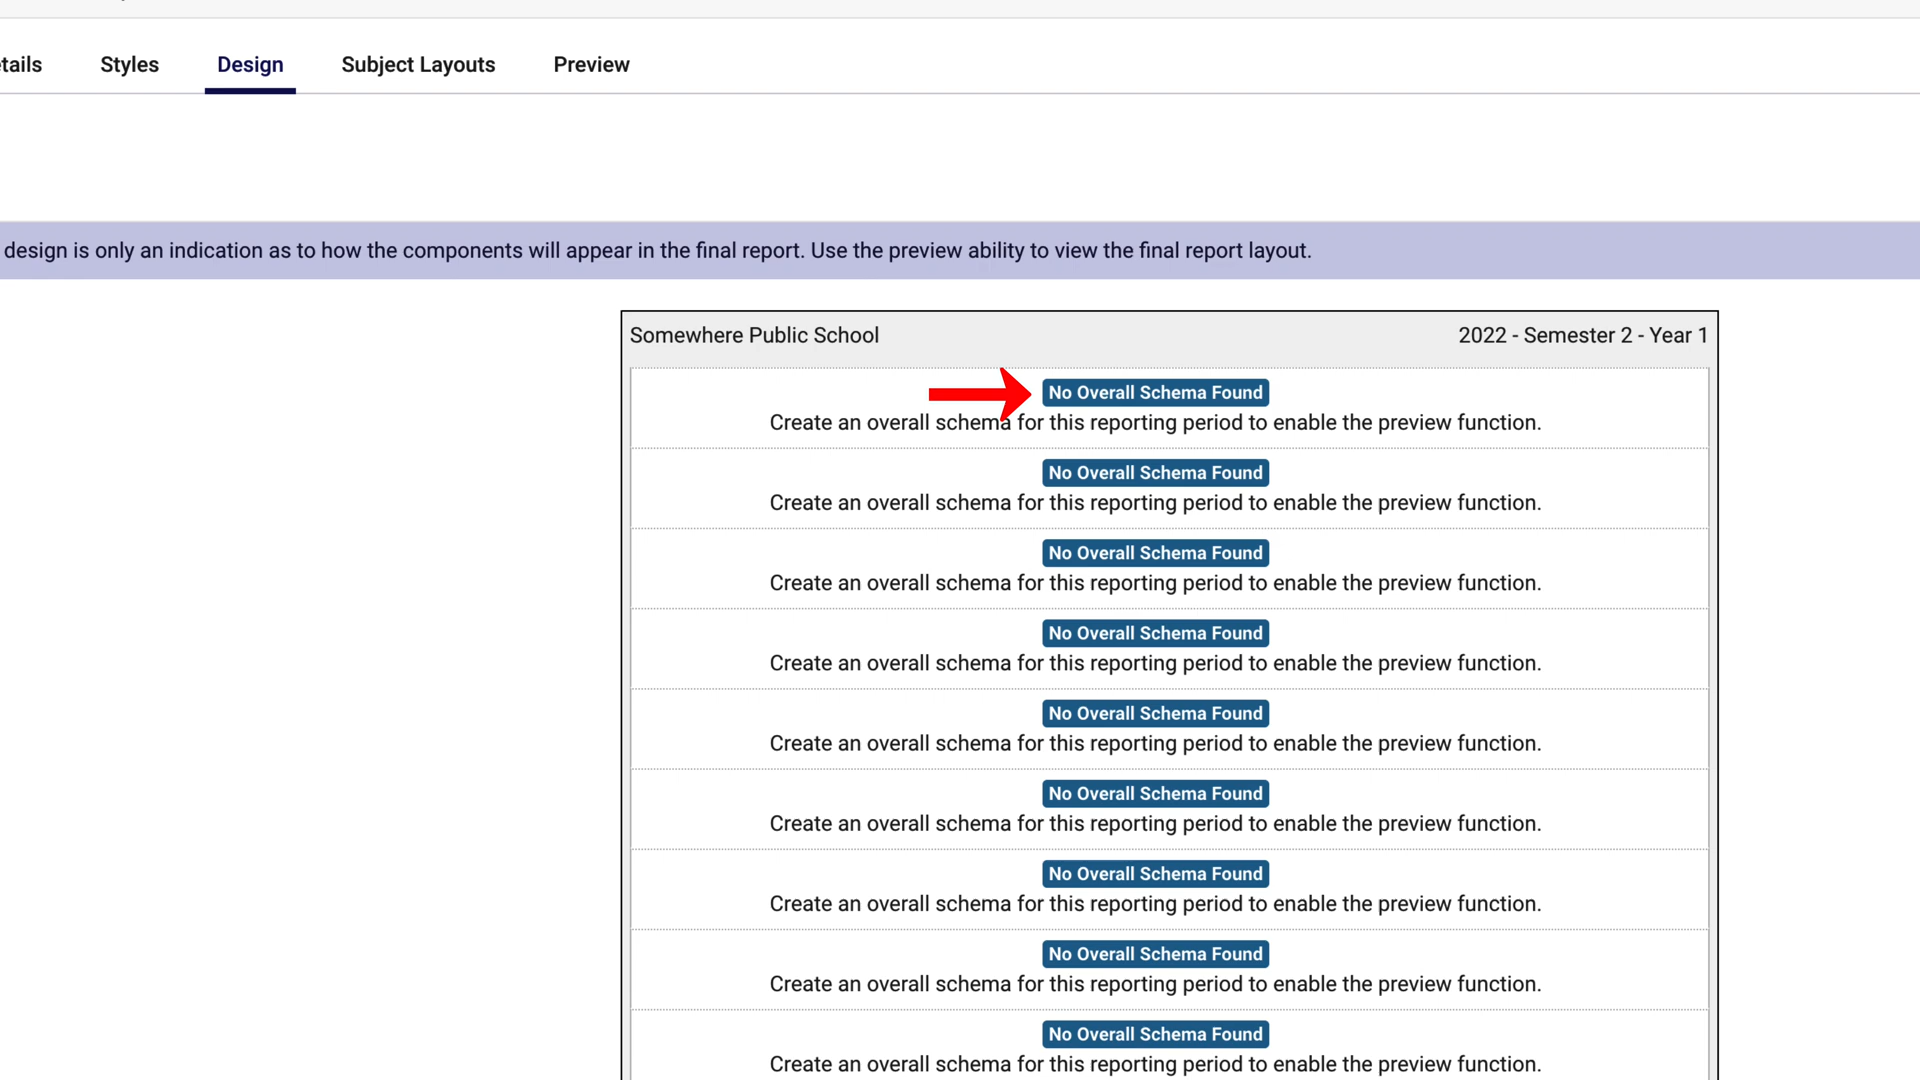 tails Styles Design Subject Layouts Preview
design is only an indication as to how the components will appear in the final report. Use the preview ability to view the final report layout.
Somewhere Public School 2022 - Semester 2 - Year 1
No Overall Schema Found
Create an overall schema for this reporting period to enable the preview function.
No Overall Schema Found
Create an overall schema for this reporting period to enable the preview function.
No Overall Schema Found
Create an overall schema for this reporting period to enable the preview function.
No Overall Schema Found
Create an overall schema for this reporting period to enable the preview function.
No Overall Schema Found
Create an overall schema for this reporting period to enable the preview function.
No Overall Schema Found
Create an overall schema for this reporting period to enable the preview function.
No Overall Schema Found
Create an overall schema for this reporting period to enable the preview function.
No Overall Schema Found
Create an overall schema for this reporting period to enable the preview function.
No Overall Schema Found
Create an overall schema for this reporting period to enable the preview function.